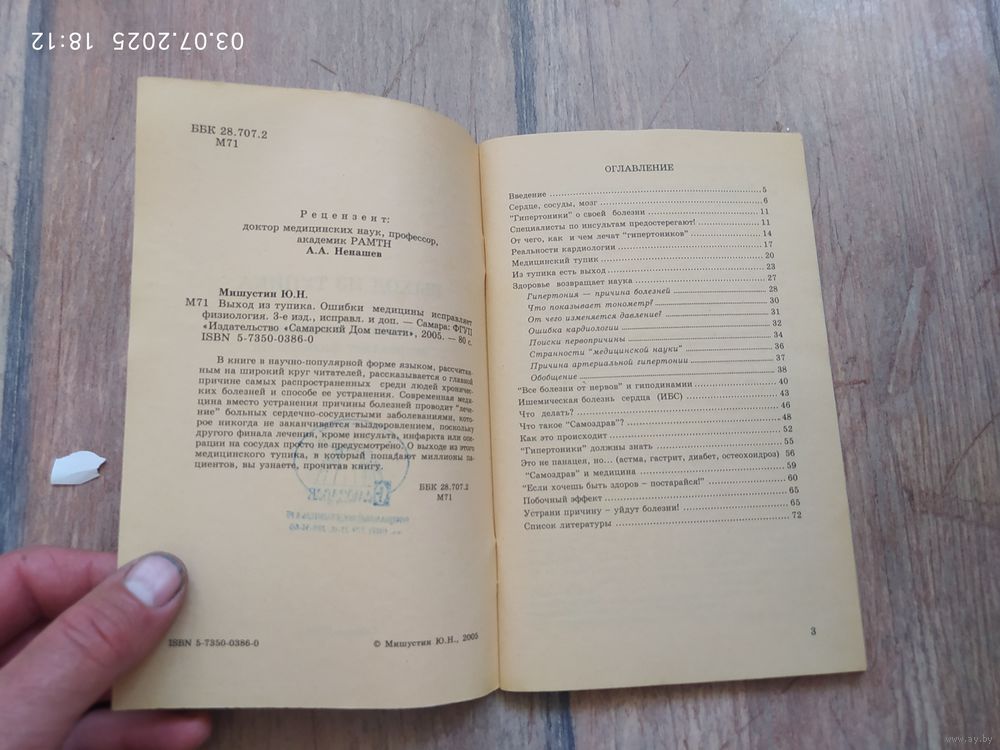 03.07.2025 18:12
ББК 28.707.2
М71
Рецензент:
доктор медицинских наук, профессор,
академик РАМТН
А.А. Ненашев
Мишустин Ю.Н.
М71 Выход из тупика. Ошибки медицины исправляет
физиология. 3-е изд., исправл. и доп. — Самара: ФГУП
«Издательство «Самарский Дом печати», 2005. — 80 с.
ISBN 5-7350-0386-0
В книге в научно-популярной форме языком, рассчитан-
ным на широкий круг читателей, рассказывается о главной
причине самых распространенных среди людей хроничес-
ких болезней и способе ее устранения. Современная меди-
цина вместо устранения причины болезней проводит "лече-
ние" больных сердечно-сосудистыми заболеваниями, кото-
рое никогда не заканчивается выздоровлением, поскольку
другого финала лечения, кроме инсульта, инфаркта или опе-
рации на сосудах просто не предусмотрено. О выходе из этого
медицинского тупика, в который попадают миллионы па-
циентов, вы узнаете, прочитав книгу.
ББК 28.707.2
М71
ISBN 5-7350-0386-0
© Мишустин Ю.Н., 2005
ОГЛАВЛЕНИЕ
Введение 5
Сердце, сосуды, мозг 6
"Гипертоники" о своей болезни 11
Специалисты по инсультам предостерегают! 11
От чего, как и чем лечат "гипертоников" 14
Реальности кардиологии 17
Медицинский тупик 20
Из тупика есть выход 23
Здоровье возвращает наука 27
Гипертония – причина болезней 28
Что показывает тонометр? 30
От чего изменяется давление? 31
Ошибка кардиологии 32
Поиски первопричины 34
Странности "медицинской науки" 36
Причина артериальной гипертонии 37
Обобщение 38
"Все болезни от нервов" и гиподинамии 40
Ишемическая болезнь сердца (ИБС) 43
Что делать? 46
Что такое "Самоздрав"? 48
Как это происходит 52
"Гипертоники" должны знать 55
Это не панацея, но... (астма, гастрит, диабет, остеохондроз) 56
"Самоздрав" и медицина 59
"Если хочешь быть здоров – постарайся!" 60
Побочный эффект 65
Устрани причину – уйдут болезни! 65
Список литературы 72
3
www.ay.by